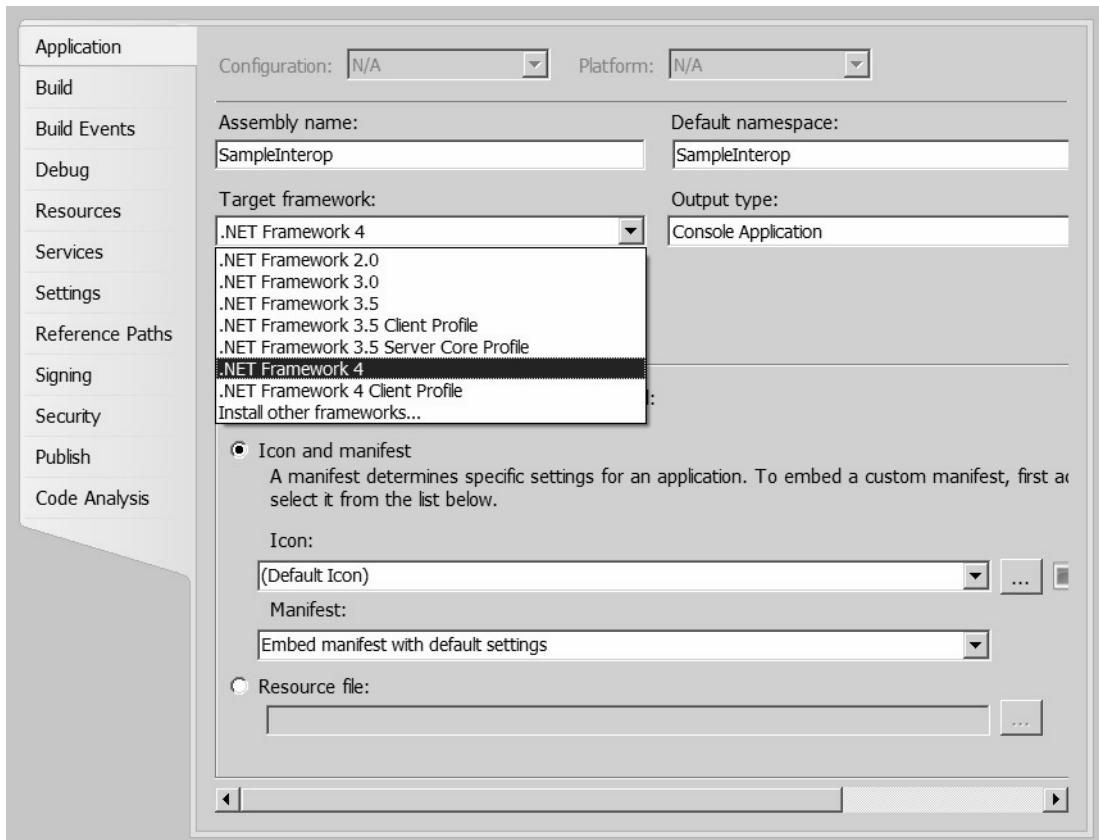 Application
Build
Build Events
Debug
Resources
Services
Settings
Reference Paths
Signing
Security
Publish
Code Analysis
Configuration: N/A Platform: N/A
Assembly name: Default namespace:
SampleInterop SampleInterop
Target framework: Output type:
.NET Framework 4 Console Application
.NET Framework 2.0
.NET Framework 3.0
.NET Framework 3.5
.NET Framework 3.5 Client Profile
.NET Framework 3.5 Server Core Profile
.NET Framework 4
.NET Framework 4 Client Profile
Install other frameworks...
Icon and manifest
A manifest determines specific settings for an application. To embed a custom manifest, first
select it from the list below.
Icon:
(Default Icon) ...
Manifest:
Embed manifest with default settings
Resource file:
...